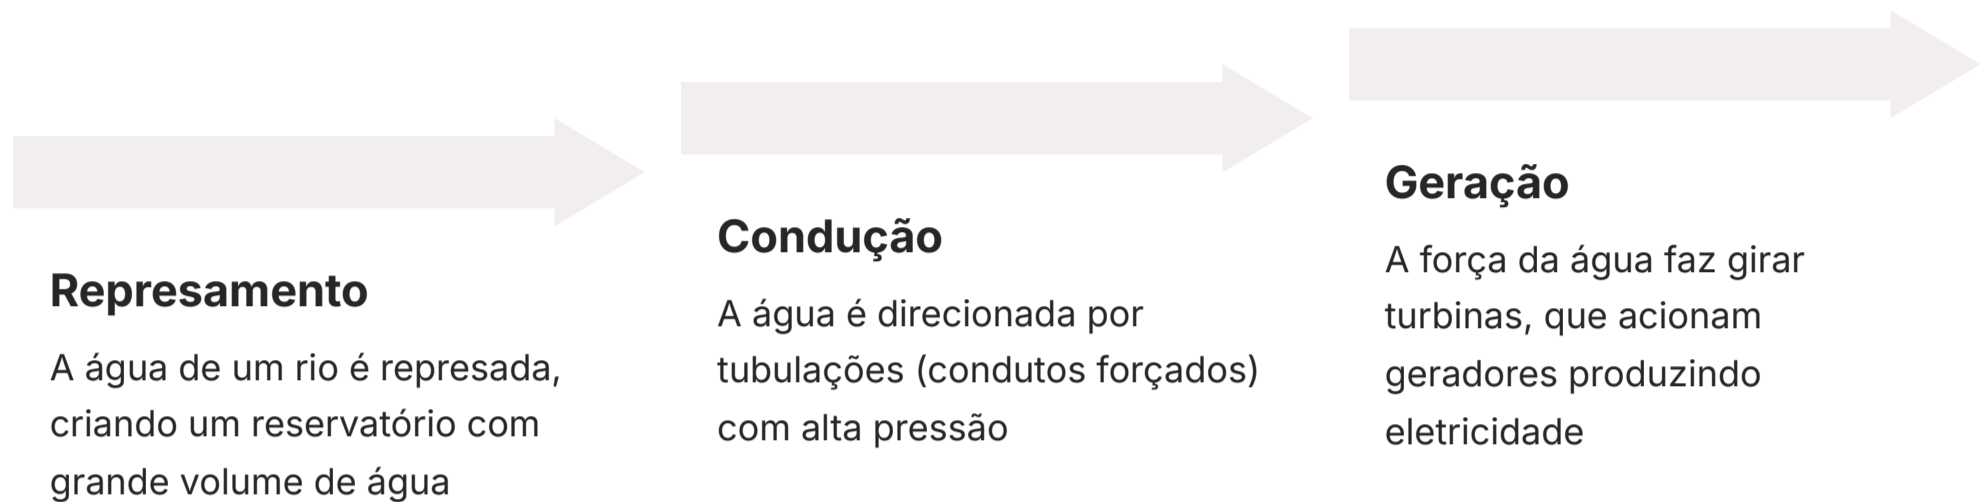 Represamento
A água de um rio é represada,
criando um reservatório com
grande volume de água
Condução
A água é direcionada por
tubulações (condutos forçados)
com alta pressão
Geração
A força da água faz girar
turbinas, que acionam
geradores produzindo
eletricidade